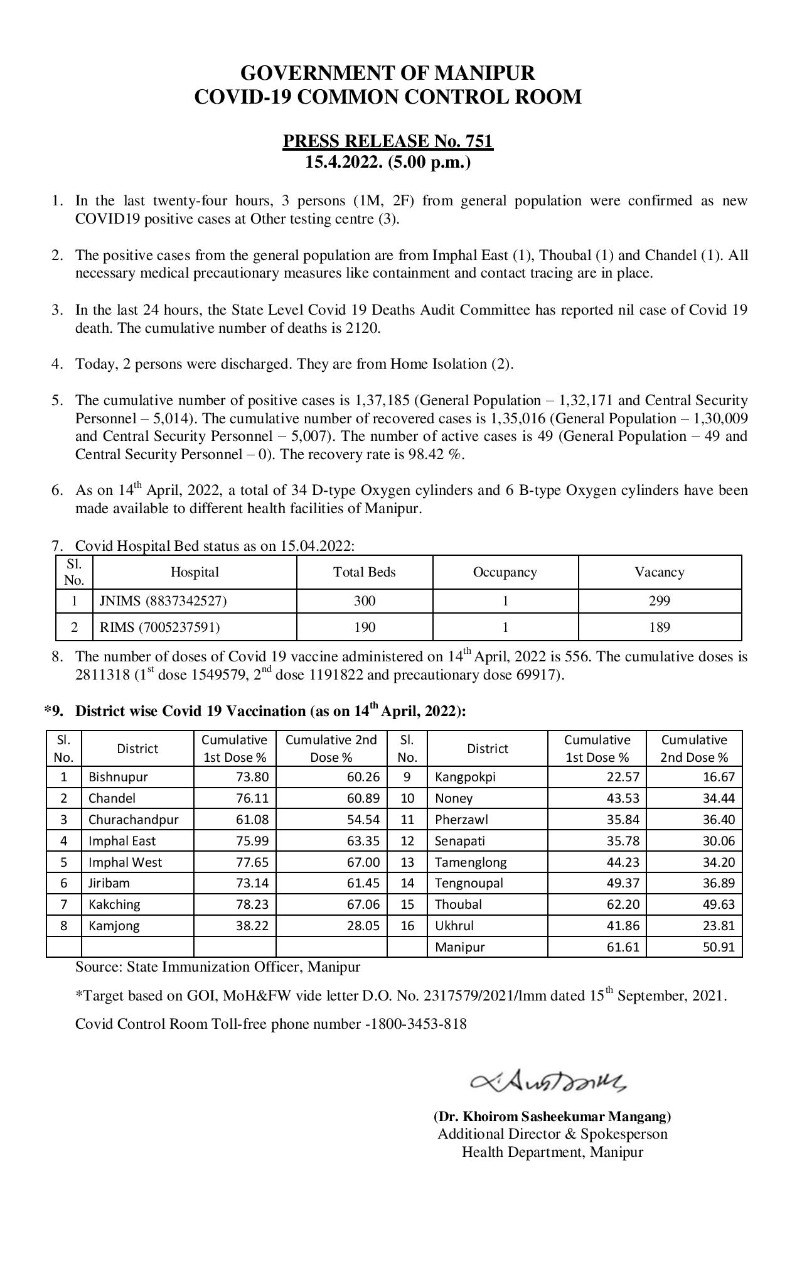 GOVERNMENT OF MANIPUR
COVID-19 COMMON CONTROL ROOM
PRESS RELEASE No. 751
15.4.2022. (5.00 p.m.)
1. In the last twenty-four hours, 3 persons (1M, 2F) from general population were confirmed as new
COVID19 positive cases at Other testing centre (3).
2. The positive cases from the general population are from Imphal East (1), Thoubal (1) and Chandel (1). All
necessary medical precautionary measures like containment and contact tracing are in place.
3. In the last 24 hours, the State Level Covid 19 Deaths Audit Committee has reported nil case of Covid 19
death. The cumulative number of deaths is 2120.
4. Today, 2 persons were discharged. They are from Home Isolation (2).
5. The cumulative number of positive cases is 1,37,185 (General Population – 1,32,171 and Central Security
Personnel – 5,014). The cumulative number of recovered cases is 1,35,016 (General Population – 1,30,009
and Central Security Personnel – 5,007). The number of active cases is 49 (General Population – 49 and
Central Security Personnel – 0). The recovery rate is 98.42 %.
6. As on 14th April, 2022, a total of 34 D-type Oxygen cylinders and 6 B-type Oxygen cylinders have been
made available to different health facilities of Manipur.
7. Covid Hospital Bed status as on 15.04.2022:
Sl. No. Hospital Total Beds Occupancy Vacancy
1 JNIMS (8837342527) 300 1 299
2 RIMS (7005237591) 190 1 189
8. The number of doses of Covid 19 vaccine administered on 14th April, 2022 is 556. The cumulative doses is
2811318 (1st dose 1549579, 2nd dose 1191822 and precautionary dose 69917).
*9. District wise Covid 19 Vaccination (as on 14th April, 2022):
Sl. No. District Cumulative 1st Dose % Cumulative 2nd Dose % Sl. No. District Cumulative 1st Dose % Cumulative 2nd Dose %
1 Bishnupur 73.80 60.26 9 Kangpokpi 22.57 16.67
2 Chandel 76.11 60.89 10 Noney 43.53 34.44
3 Churachandpur 61.08 54.54 11 Pherzawl 35.84 36.40
4 Imphal East 75.99 63.35 12 Senapati 35.78 30.06
5 Imphal West 77.65 67.00 13 Tamenglong 44.23 34.20
6 Jiribam 73.14 61.45 14 Tengnoupal 49.37 36.89
7 Kakching 78.23 67.06 15 Thoubal 62.20 49.63
8 Kamjong 38.22 28.05 16 Ukhrul 41.86 23.81
Manipur 61.61 50.91
Source: State Immunization Officer, Manipur
*Target based on GOI, MoH&FW vide letter D.O. No. 2317579/2021/lmm dated 15th September, 2021.
Covid Control Room Toll-free phone number -1800-3453-818
(Dr. Khoirom Sasheekumar Mangang)
Additional Director & Spokesperson
Health Department, Manipur